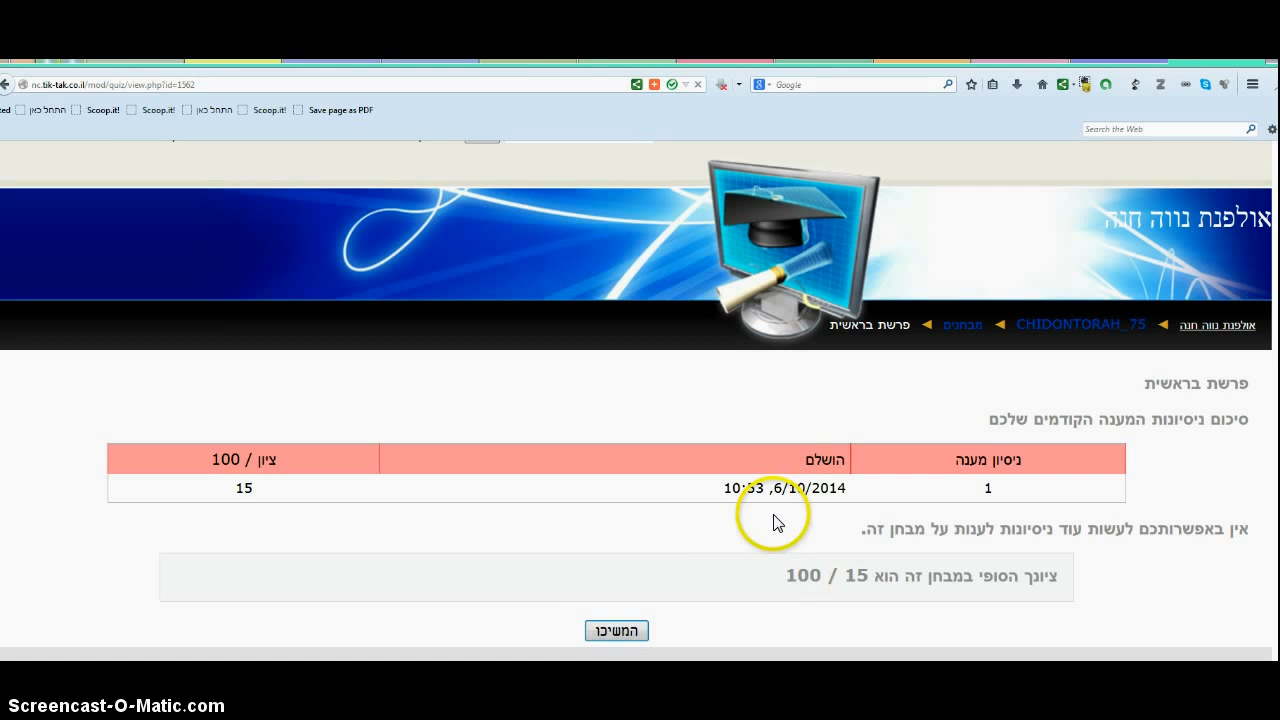 nc.tik-tak.co.il/mod/quiz/view.php?id=1562
Google
ted התחל כאן Scoop.it! Scoop.it! התחל כאן Scoop.it! Save page as PDF
Search the Web
אולפנת נווה חנה
אולפנת נווה חנה ◄ CHIDONTORAH_75 ◄ מבחנים ◄ פרשת בראשית
פרשת בראשית
סיכום ניסיונות המענה הקודמים שלכם
ניסיון מענה הושלם ציון / 100
1 6/10/2014, 10:53 15
אין באפשרותכם לעשות עוד ניסיונות לענות על מבחן זה.
ציונך הסופי במבחן זה הוא 15 / 100
המשיכו
Screencast-O-Matic.com